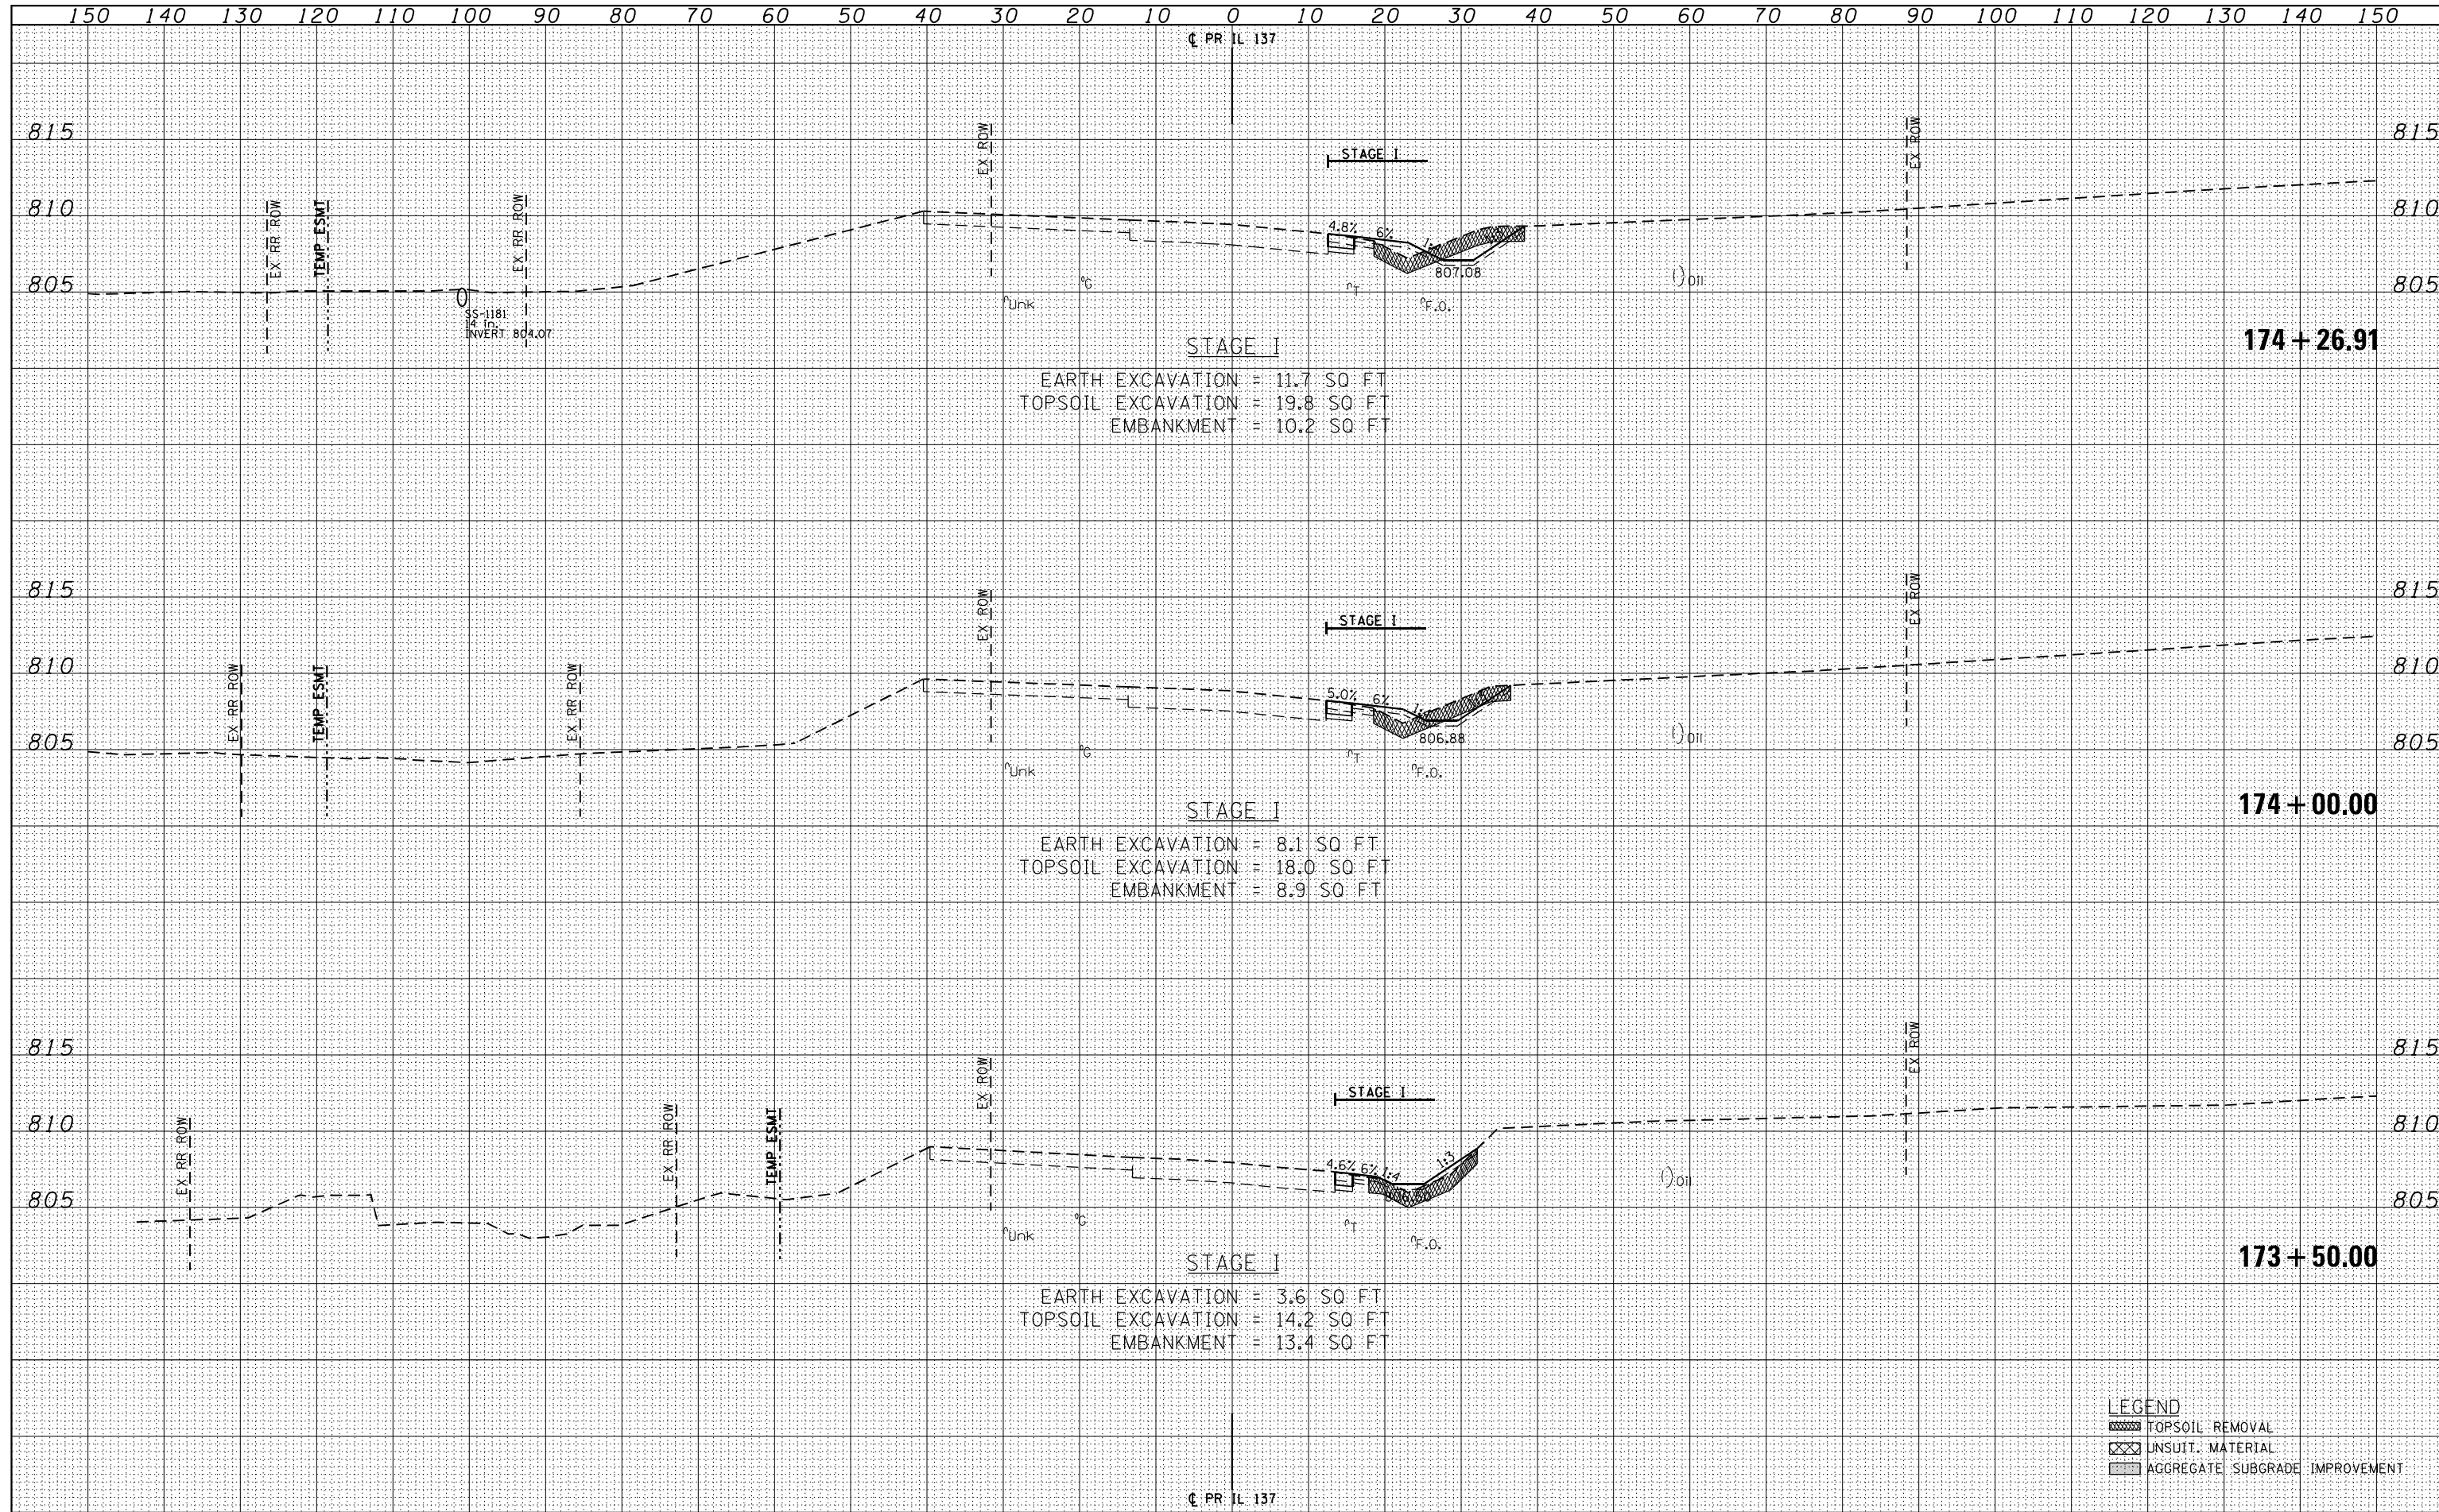 150 140 130 120 110 100 90 80 70 60 50 40 30 20 10 0 10 20 30 40 50 60 70 80 90 100 110 120 130 140 150
℄ PR IL 137
815 EX ROW STAGE I EX ROW 815
810 EX RR ROW TEMP ESMT EX RR ROW 4.8% 6% 810
805 807.08 805
SS-1181
14 in.
INVERT 804.07
Unk G T F.O. Oil
174 + 26.91
STAGE I
EARTH EXCAVATION = 11.7 SQ FT
TOPSOIL EXCAVATION = 19.8 SQ FT
EMBANKMENT = 10.2 SQ FT
815 EX ROW STAGE I EX ROW 815
810 EX RR ROW TEMP ESMT EX RR ROW 5.0% 6% 810
805 806.88 805
Unk G T F.O. Oil
174 + 00.00
STAGE I
EARTH EXCAVATION = 8.1 SQ FT
TOPSOIL EXCAVATION = 18.0 SQ FT
EMBANKMENT = 8.9 SQ FT
815 EX ROW STAGE I EX ROW 815
810 EX RR ROW EX RR ROW TEMP ESMT 4.6% 6% 1:4 1:3 810
805 805
Unk G T F.O. Oil
173 + 50.00
STAGE I
EARTH EXCAVATION = 3.6 SQ FT
TOPSOIL EXCAVATION = 14.2 SQ FT
EMBANKMENT = 13.4 SQ FT
LEGEND
TOPSOIL REMOVAL
UNSUIT. MATERIAL
AGGREGATE SUBGRADE IMPROVEMENT
℄ PR IL 137